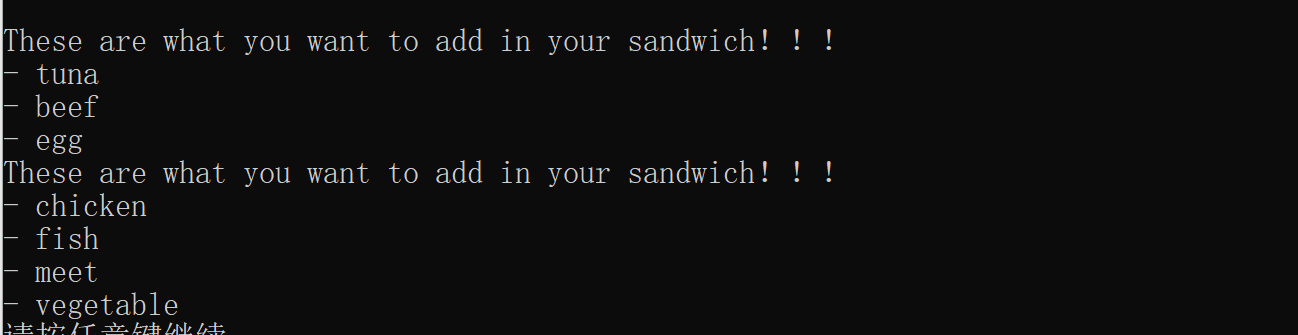 These are what you want to add in your sandwich！！！
- tuna
- beef
- egg
These are what you want to add in your sandwich！！！
- chicken
- fish
- meet
- vegetable
请按任意键继续